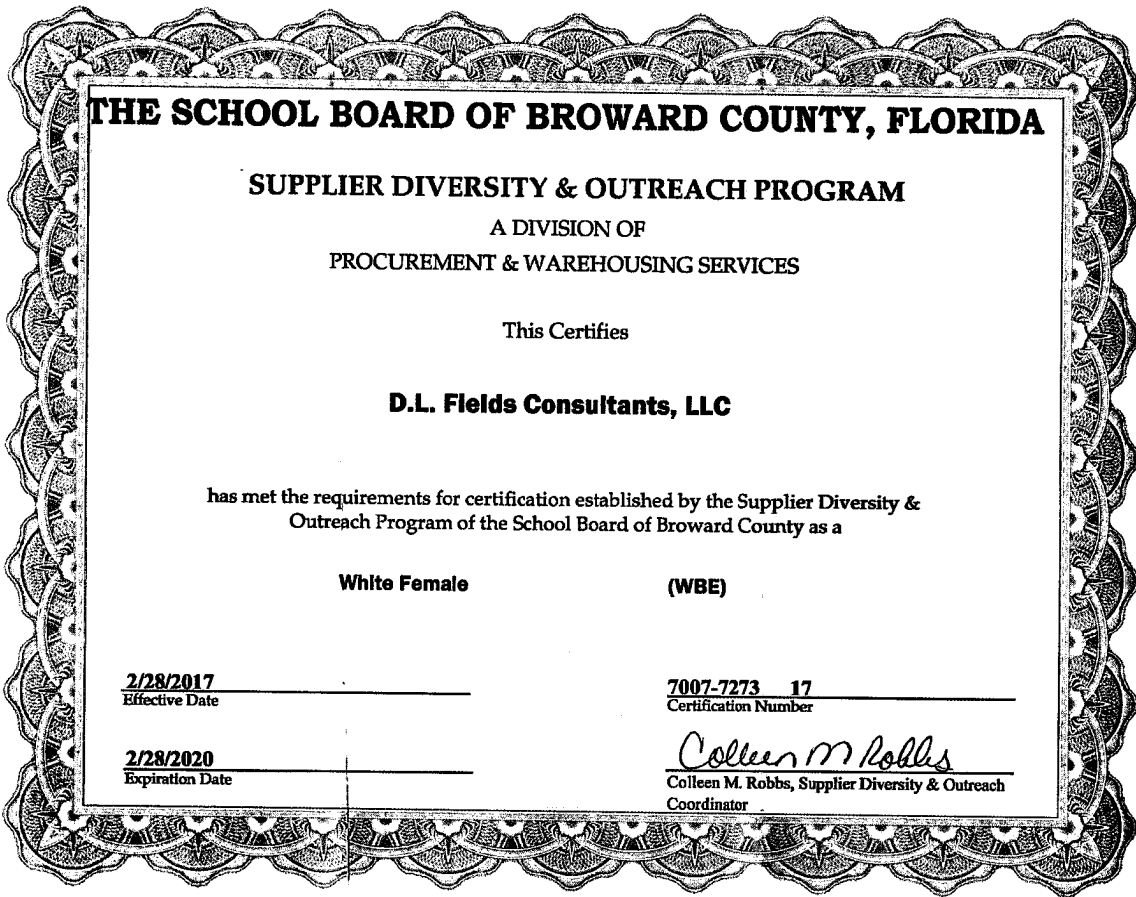 THE SCHOOL BOARD OF BROWARD COUNTY, FLORIDA
SUPPLIER DIVERSITY & OUTREACH PROGRAM
A DIVISION OF
PROCUREMENT & WAREHOUSING SERVICES
This Certifies
D.L. Fields Consultants, LLC
has met the requirements for certification established by the Supplier Diversity &
Outreach Program of the School Board of Broward County as a
White Female (WBE)
2/28/2017
Effective Date
7007-7273 17
Certification Number
2/28/2020
Expiration Date
Colleen M Robbs
Colleen M. Robbs, Supplier Diversity & Outreach
Coordinator